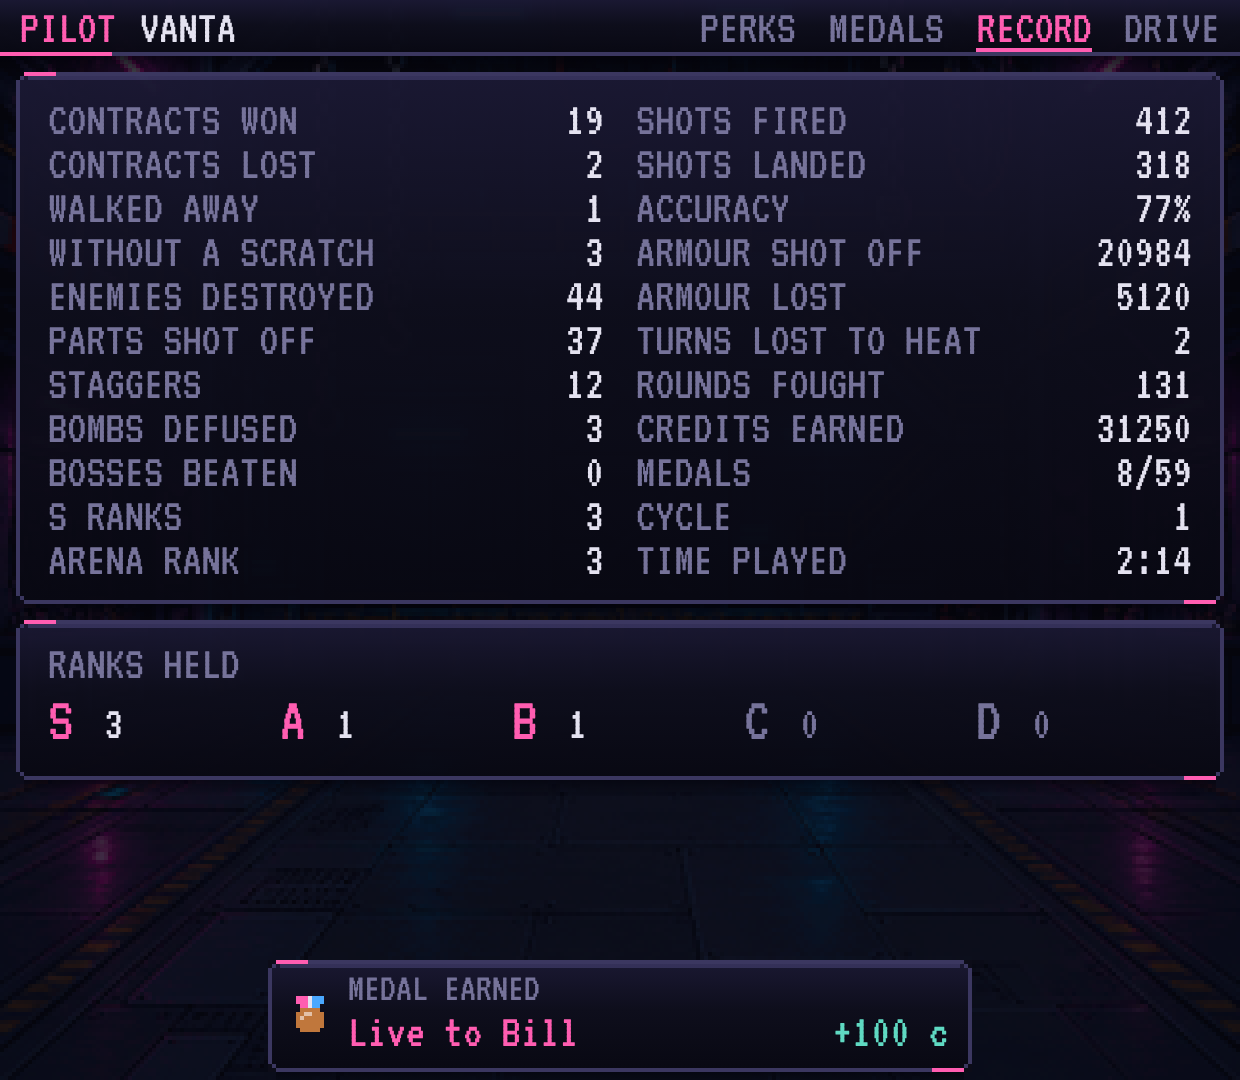 PILOT VANTA PERKS MEDALS RECORD DRIVE
CONTRACTS WON 19
CONTRACTS LOST 2
WALKED AWAY 1
WITHOUT A SCRATCH 3
ENEMIES DESTROYED 44
PARTS SHOT OFF 37
STAGGERS 12
BOMBS DEFUSED 3
BOSSES BEATEN 0
S RANKS 3
ARENA RANK 3
SHOTS FIRED 412
SHOTS LANDED 318
ACCURACY 77%
ARMOUR SHOT OFF 20984
ARMOUR LOST 5120
TURNS LOST TO HEAT 2
ROUNDS FOUGHT 131
CREDITS EARNED 31250
MEDALS 8/59
CYCLE 1
TIME PLAYED 2:14
RANKS HELD
S 3 A 1 B 1 C 0 D 0
MEDAL EARNED
Live to Bill +100 c